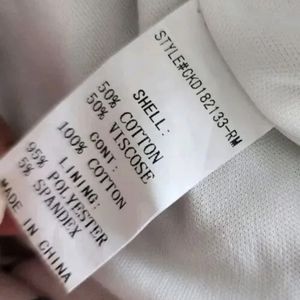 STYLE#CKD182133-RM
SHELL:
50% COTTON
50% VISCOSE
CONT:
100% COTTON
LINING:
95% POLYESTER
5% SPANDEX
MADE IN CHINA